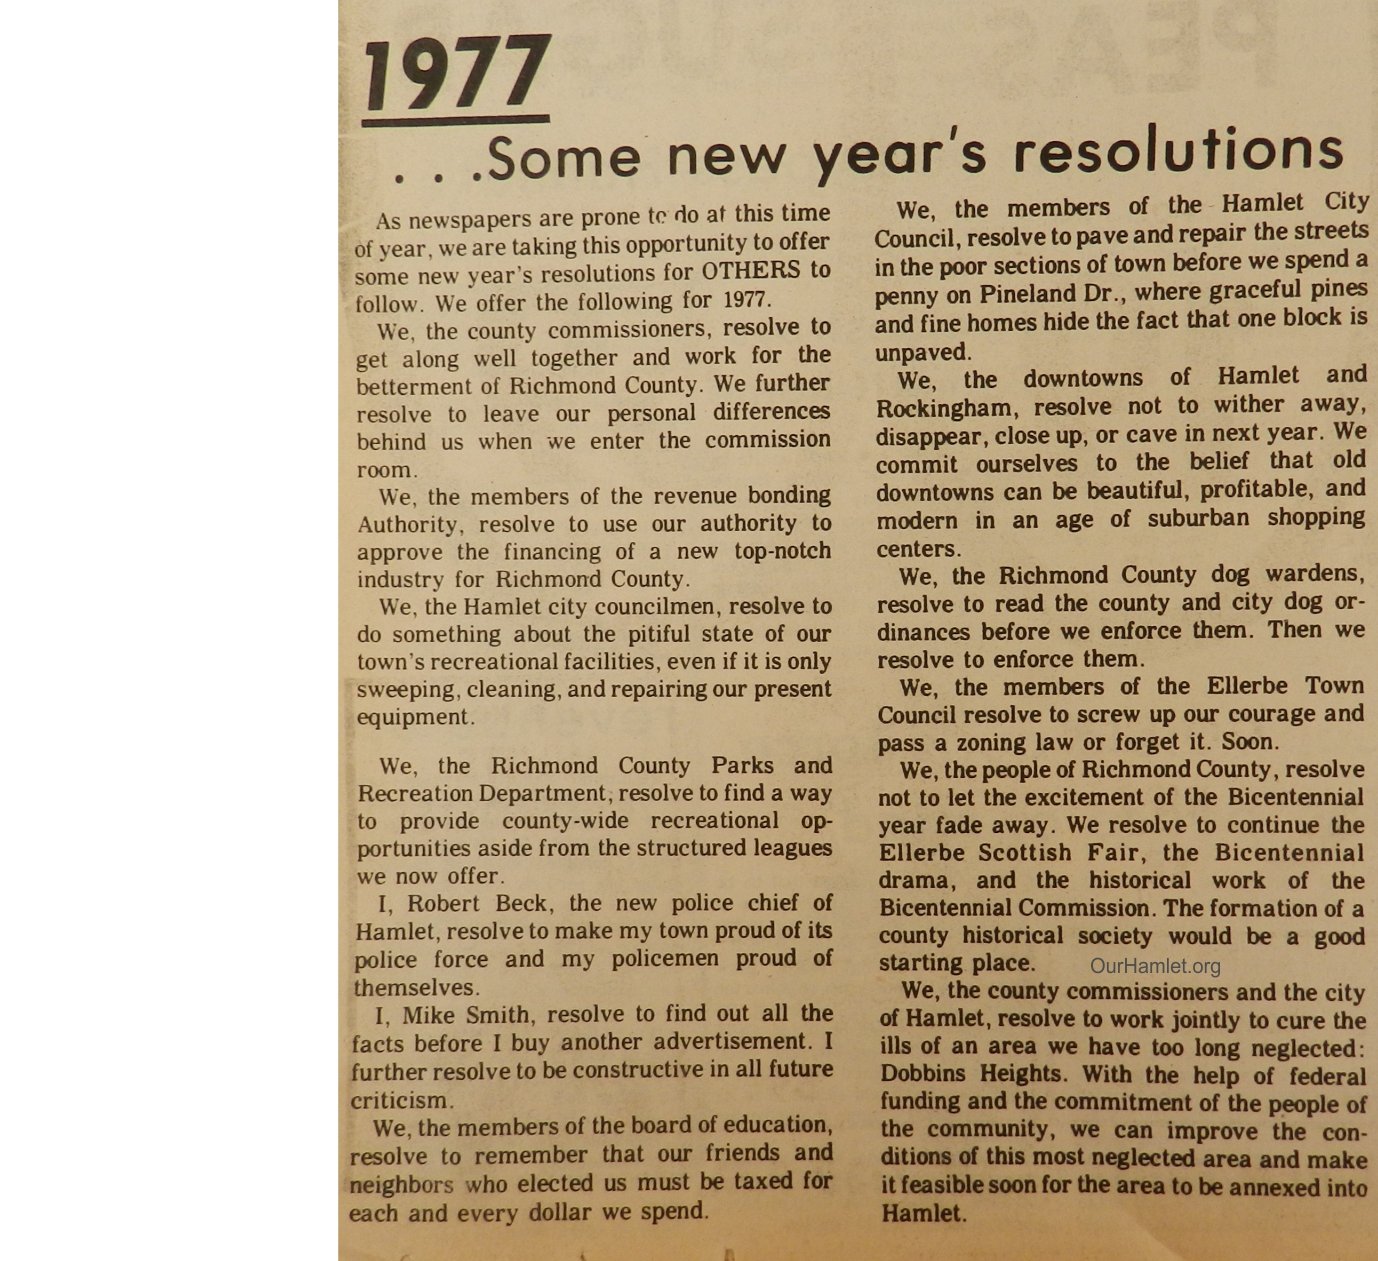 1977
. . .Some new year's resolutions
As newspapers are prone to do at this time
of year, we are taking this opportunity to offer
some new year's resolutions for OTHERS to
follow. We offer the following for 1977.
We, the county commissioners, resolve to
get along well together and work for the
betterment of Richmond County. We further
resolve to leave our personal differences
behind us when we enter the commission
room.
We, the members of the revenue bonding
Authority, resolve to use our authority to
approve the financing of a new top-notch
industry for Richmond County.
We, the Hamlet city councilmen, resolve to
do something about the pitiful state of our
town's recreational facilities, even if it is only
sweeping, cleaning, and repairing our present
equipment.
We, the Richmond County Parks and
Recreation Department, resolve to find a way
to provide county-wide recreational op-
portunities aside from the structured leagues
we now offer.
I, Robert Beck, the new police chief of
Hamlet, resolve to make my town proud of its
police force and my policemen proud of
themselves.
I, Mike Smith, resolve to find out all the
facts before I buy another advertisement. I
further resolve to be constructive in all future
criticism.
We, the members of the board of education,
resolve to remember that our friends and
neighbors who elected us must be taxed for
each and every dollar we spend.
We, the members of the Hamlet City
Council, resolve to pave and repair the streets
in the poor sections of town before we spend a
penny on Pineland Dr., where graceful pines
and fine homes hide the fact that one block is
unpaved.
We, the downtowns of Hamlet and
Rockingham, resolve not to wither away,
disappear, close up, or cave in next year. We
commit ourselves to the belief that old
downtowns can be beautiful, profitable, and
modern in an age of suburban shopping
centers.
We, the Richmond County dog wardens,
resolve to read the county and city dog or-
dinances before we enforce them. Then we
resolve to enforce them.
We, the members of the Ellerbe Town
Council resolve to screw up our courage and
pass a zoning law or forget it. Soon.
We, the people of Richmond County, resolve
not to let the excitement of the Bicentennial
year fade away. We resolve to continue the
Ellerbe Scottish Fair, the Bicentennial
drama, and the historical work of the
Bicentennial Commission. The formation of a
county historical society would be a good
starting place.
OurHamlet.org
We, the county commissioners and the city
of Hamlet, resolve to work jointly to cure the
ills of an area we have too long neglected:
Dobbins Heights. With the help of federal
funding and the commitment of the people of
the community, we can improve the con-
ditions of this most neglected area and make
it feasible soon for the area to be annexed into
Hamlet.